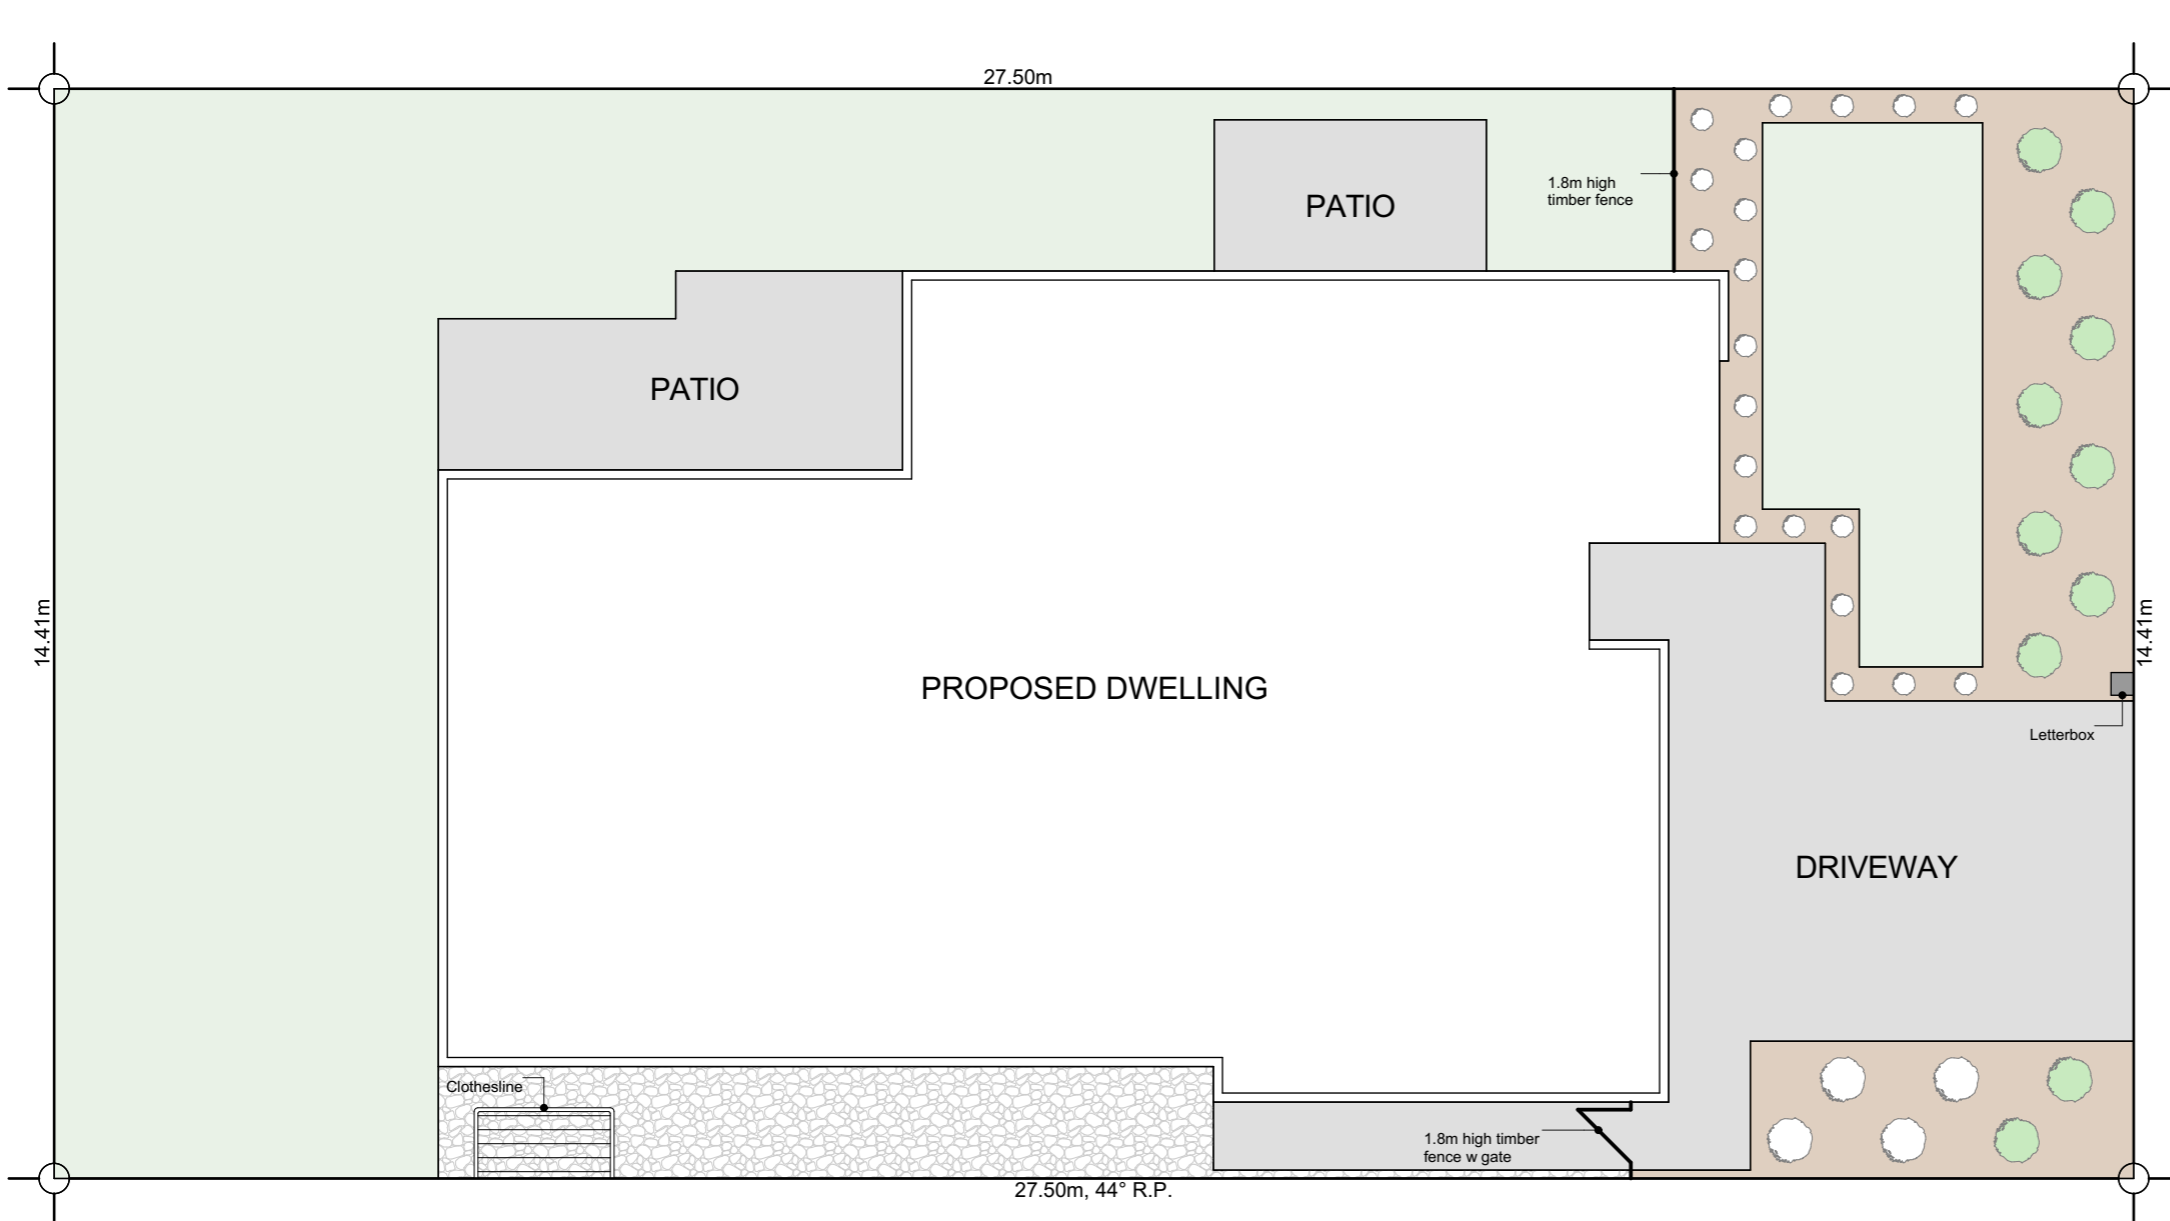 27.50m
1.8m high
timber fence
PATIO
PATIO
14.41m
14.41m
PROPOSED DWELLING
Letterbox
DRIVEWAY
Clothesline
1.8m high timber
fence w gate
27.50m, 44° R.P.